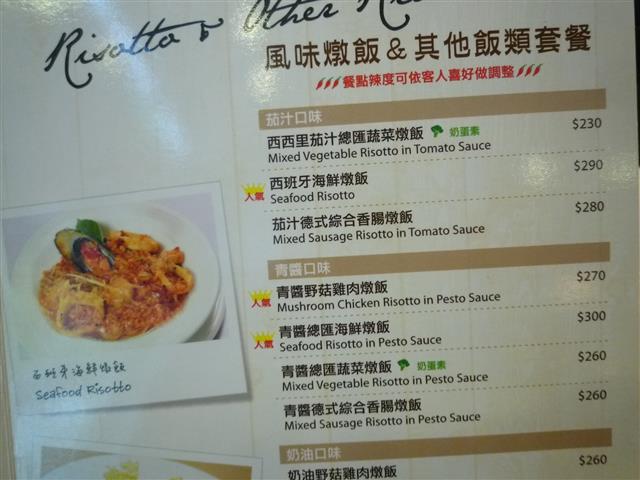 Risotto & Other
風味燉飯 & 其他飯類套餐
餐點辣度可依客人喜好做調整
茄汁口味
西西里茄汁總匯蔬菜燉飯 奶蛋素 $230
Mixed Vegetable Risotto in Tomato Sauce
人氣 西班牙海鮮燉飯 $290
Seafood Risotto
茄汁德式綜合香腸燉飯 $280
Mixed Sausage Risotto in Tomato Sauce
青醬口味
人氣 青醬野菇雞肉燉飯 $270
Mushroom Chicken Risotto in Pesto Sauce
人氣 青醬總匯海鮮燉飯 $300
Seafood Risotto in Pesto Sauce
青醬總匯蔬菜燉飯 奶蛋素 $260
Mixed Vegetable Risotto in Pesto Sauce
青醬德式綜合香腸燉飯 $260
Mixed Sausage Risotto in Pesto Sauce
奶油口味
奶油野菇雞肉燉飯 $260
西班牙海鮮燉飯
Seafood Risotto